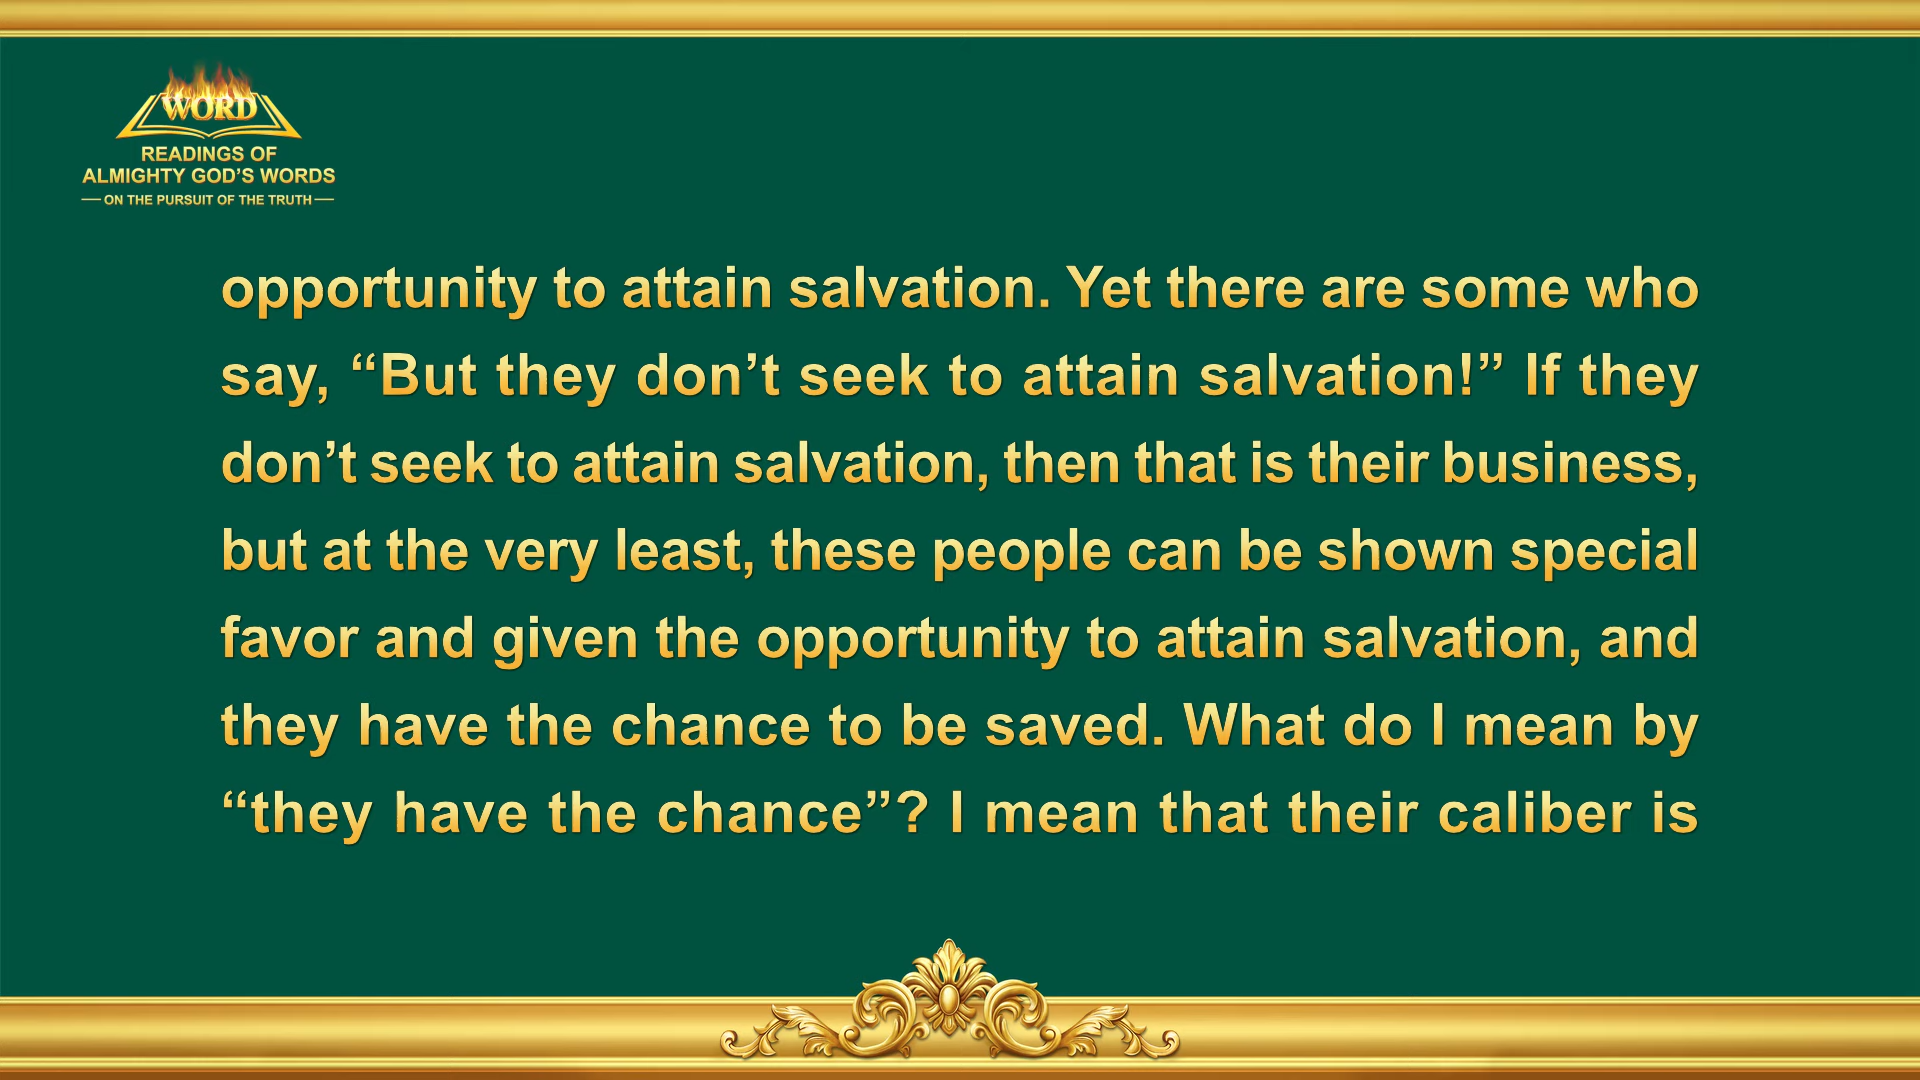 WORD
READINGS OF
ALMIGHTY GOD’S WORDS
ON THE PURSUIT OF THE TRUTH
opportunity to attain salvation. Yet there are some who
say, “But they don’t seek to attain salvation!” If they
don’t seek to attain salvation, then that is their business,
but at the very least, these people can be shown special
favor and given the opportunity to attain salvation, and
they have the chance to be saved. What do I mean by
“they have the chance”? I mean that their caliber is